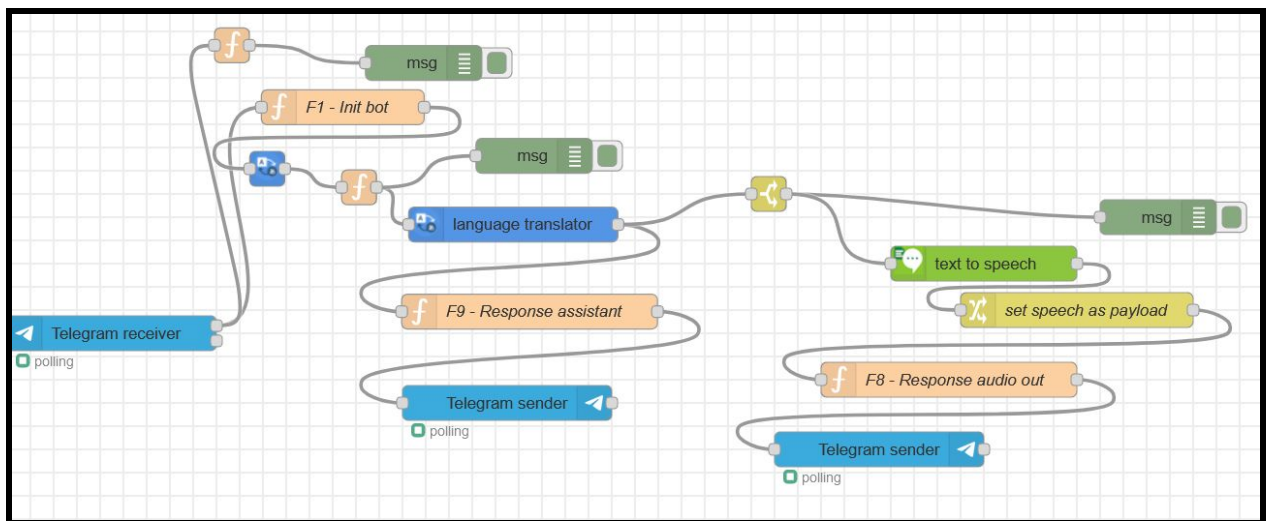 msg
F1 - Init bot
msg
language translator
msg
text to speech
F9 - Response assistant
set speech as payload
Telegram receiver
polling
F8 - Response audio out
Telegram sender
polling
Telegram sender
polling